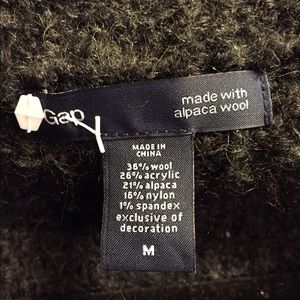 Gap
made with
alpaca wool
MADE IN
CHINA
36% wool
26% acrylic
21% alpaca
16% nylon
1% spandex
exclusive of
decoration
M